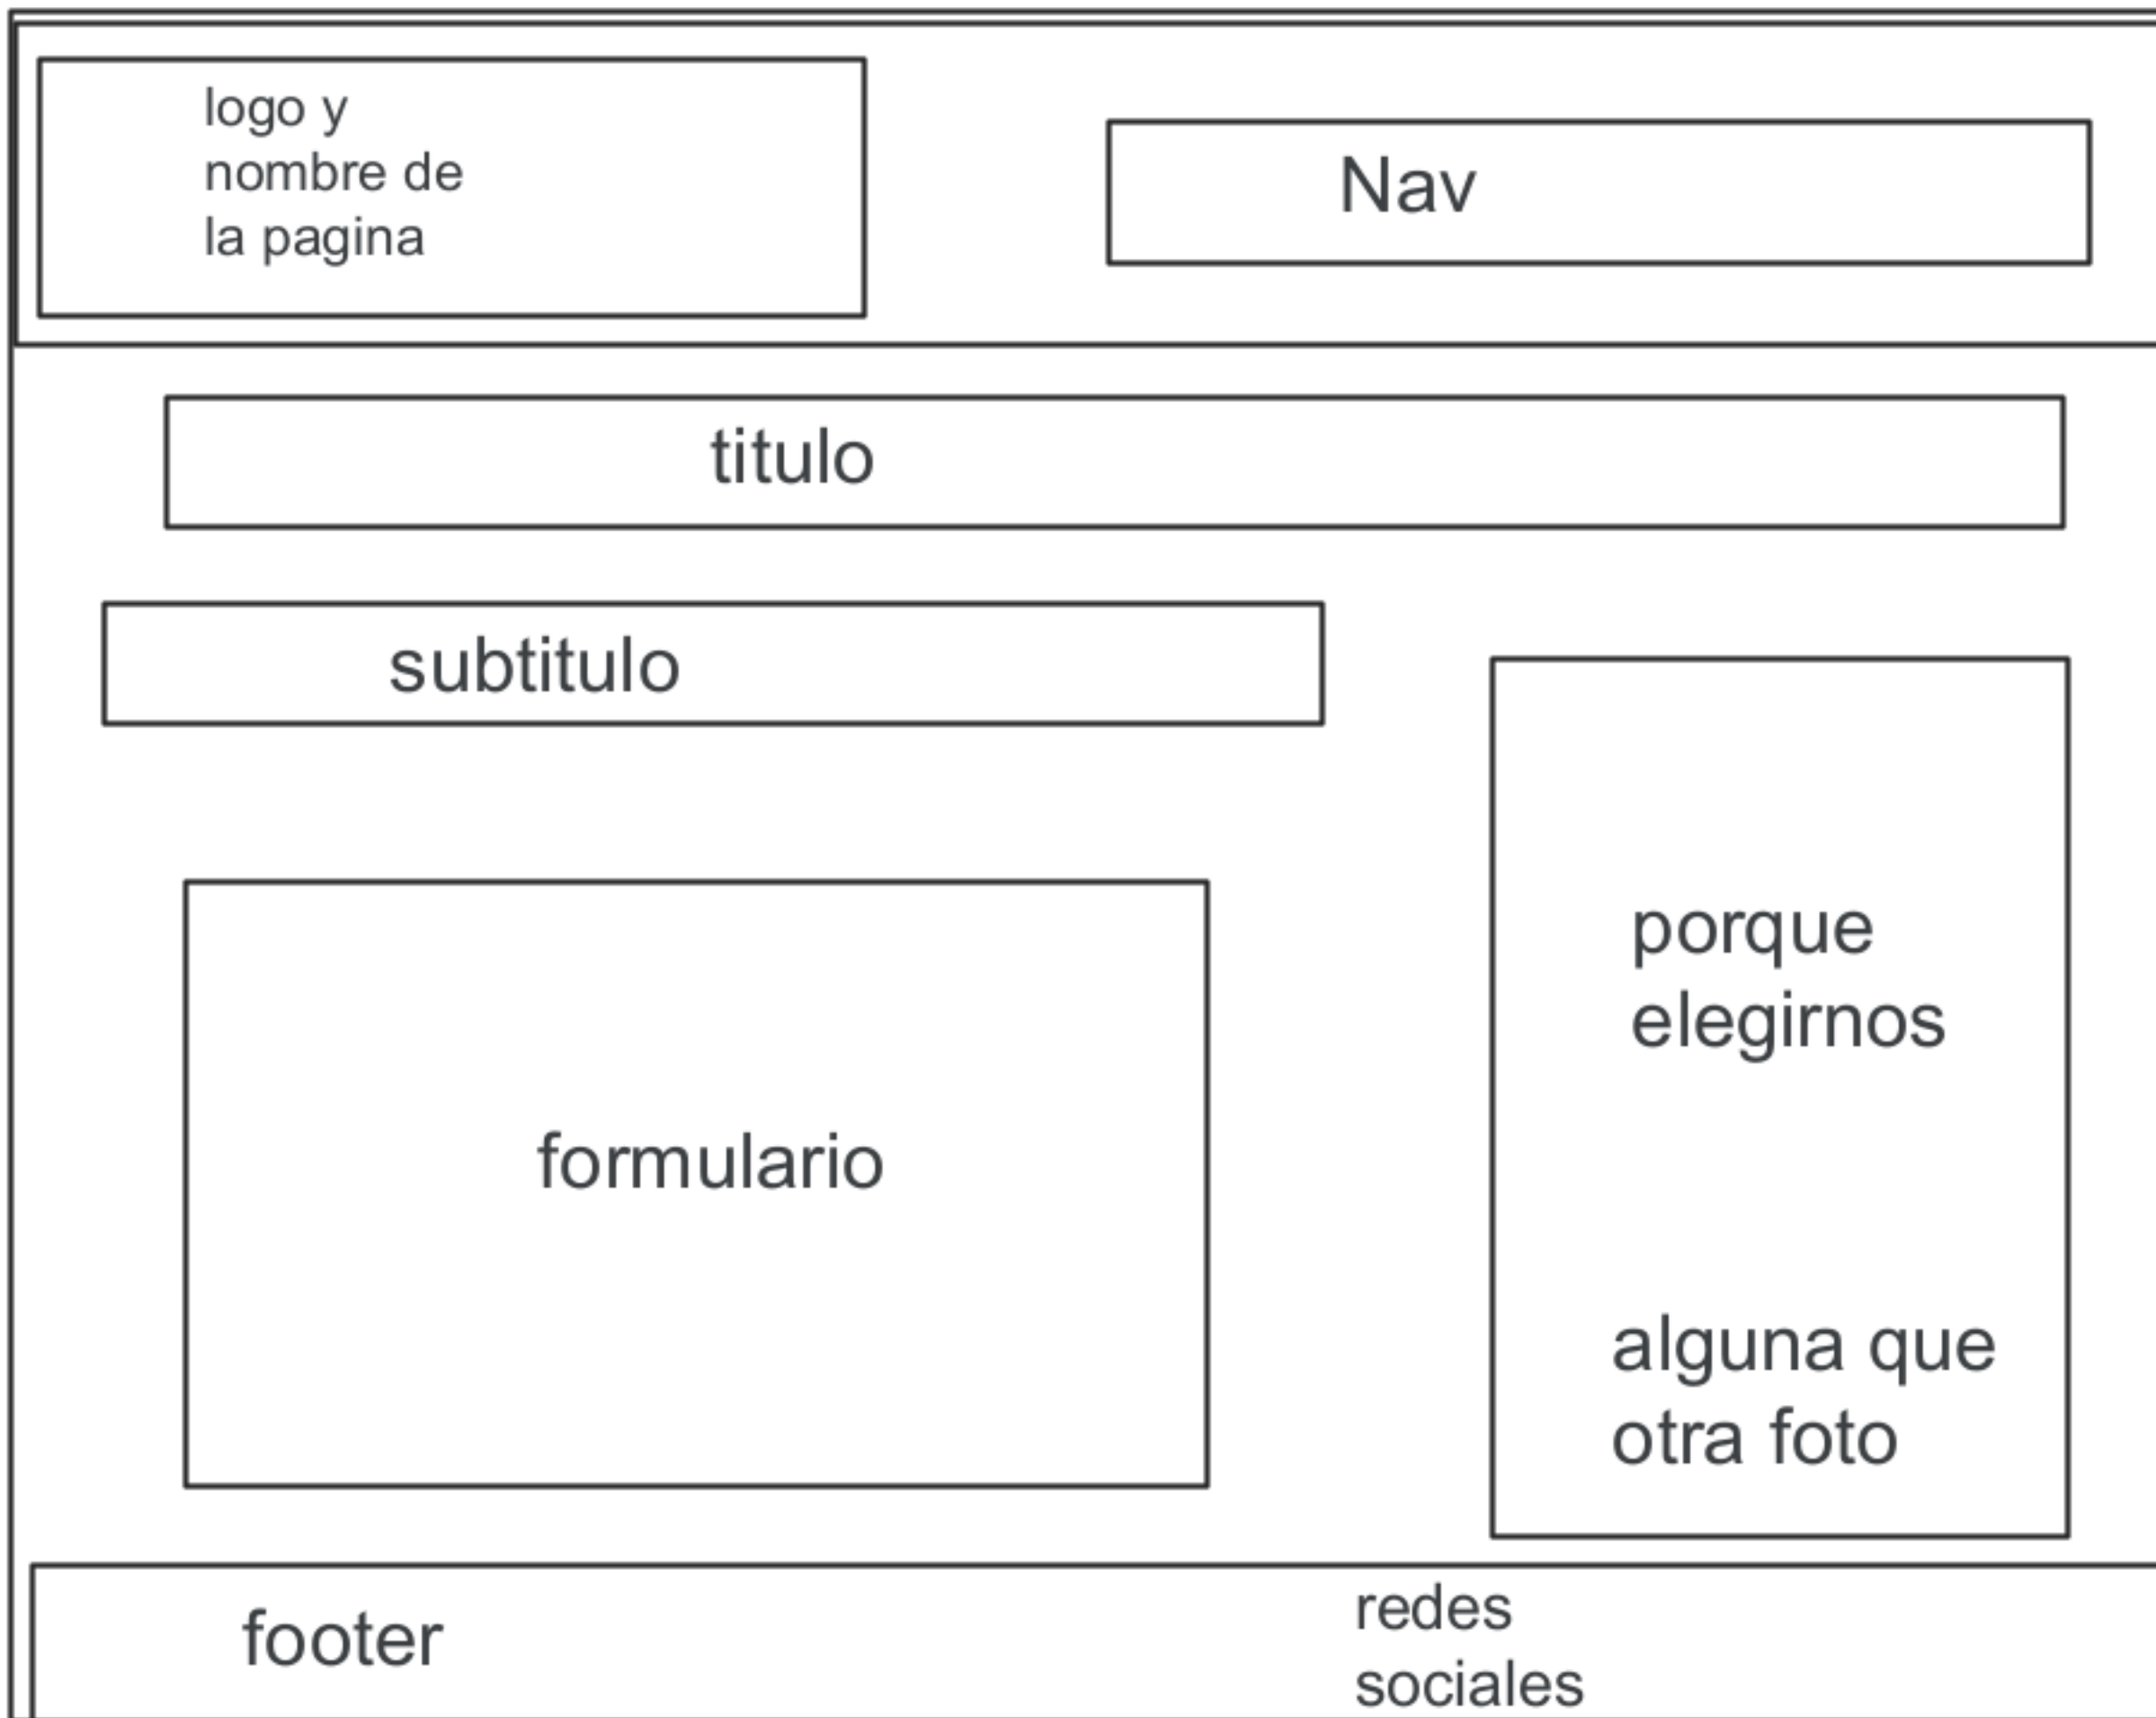 logo y
nombre de
la pagina
Nav
titulo
subtitulo
porque
elegirnos
formulario
alguna que
otra foto
footer
redes
sociales